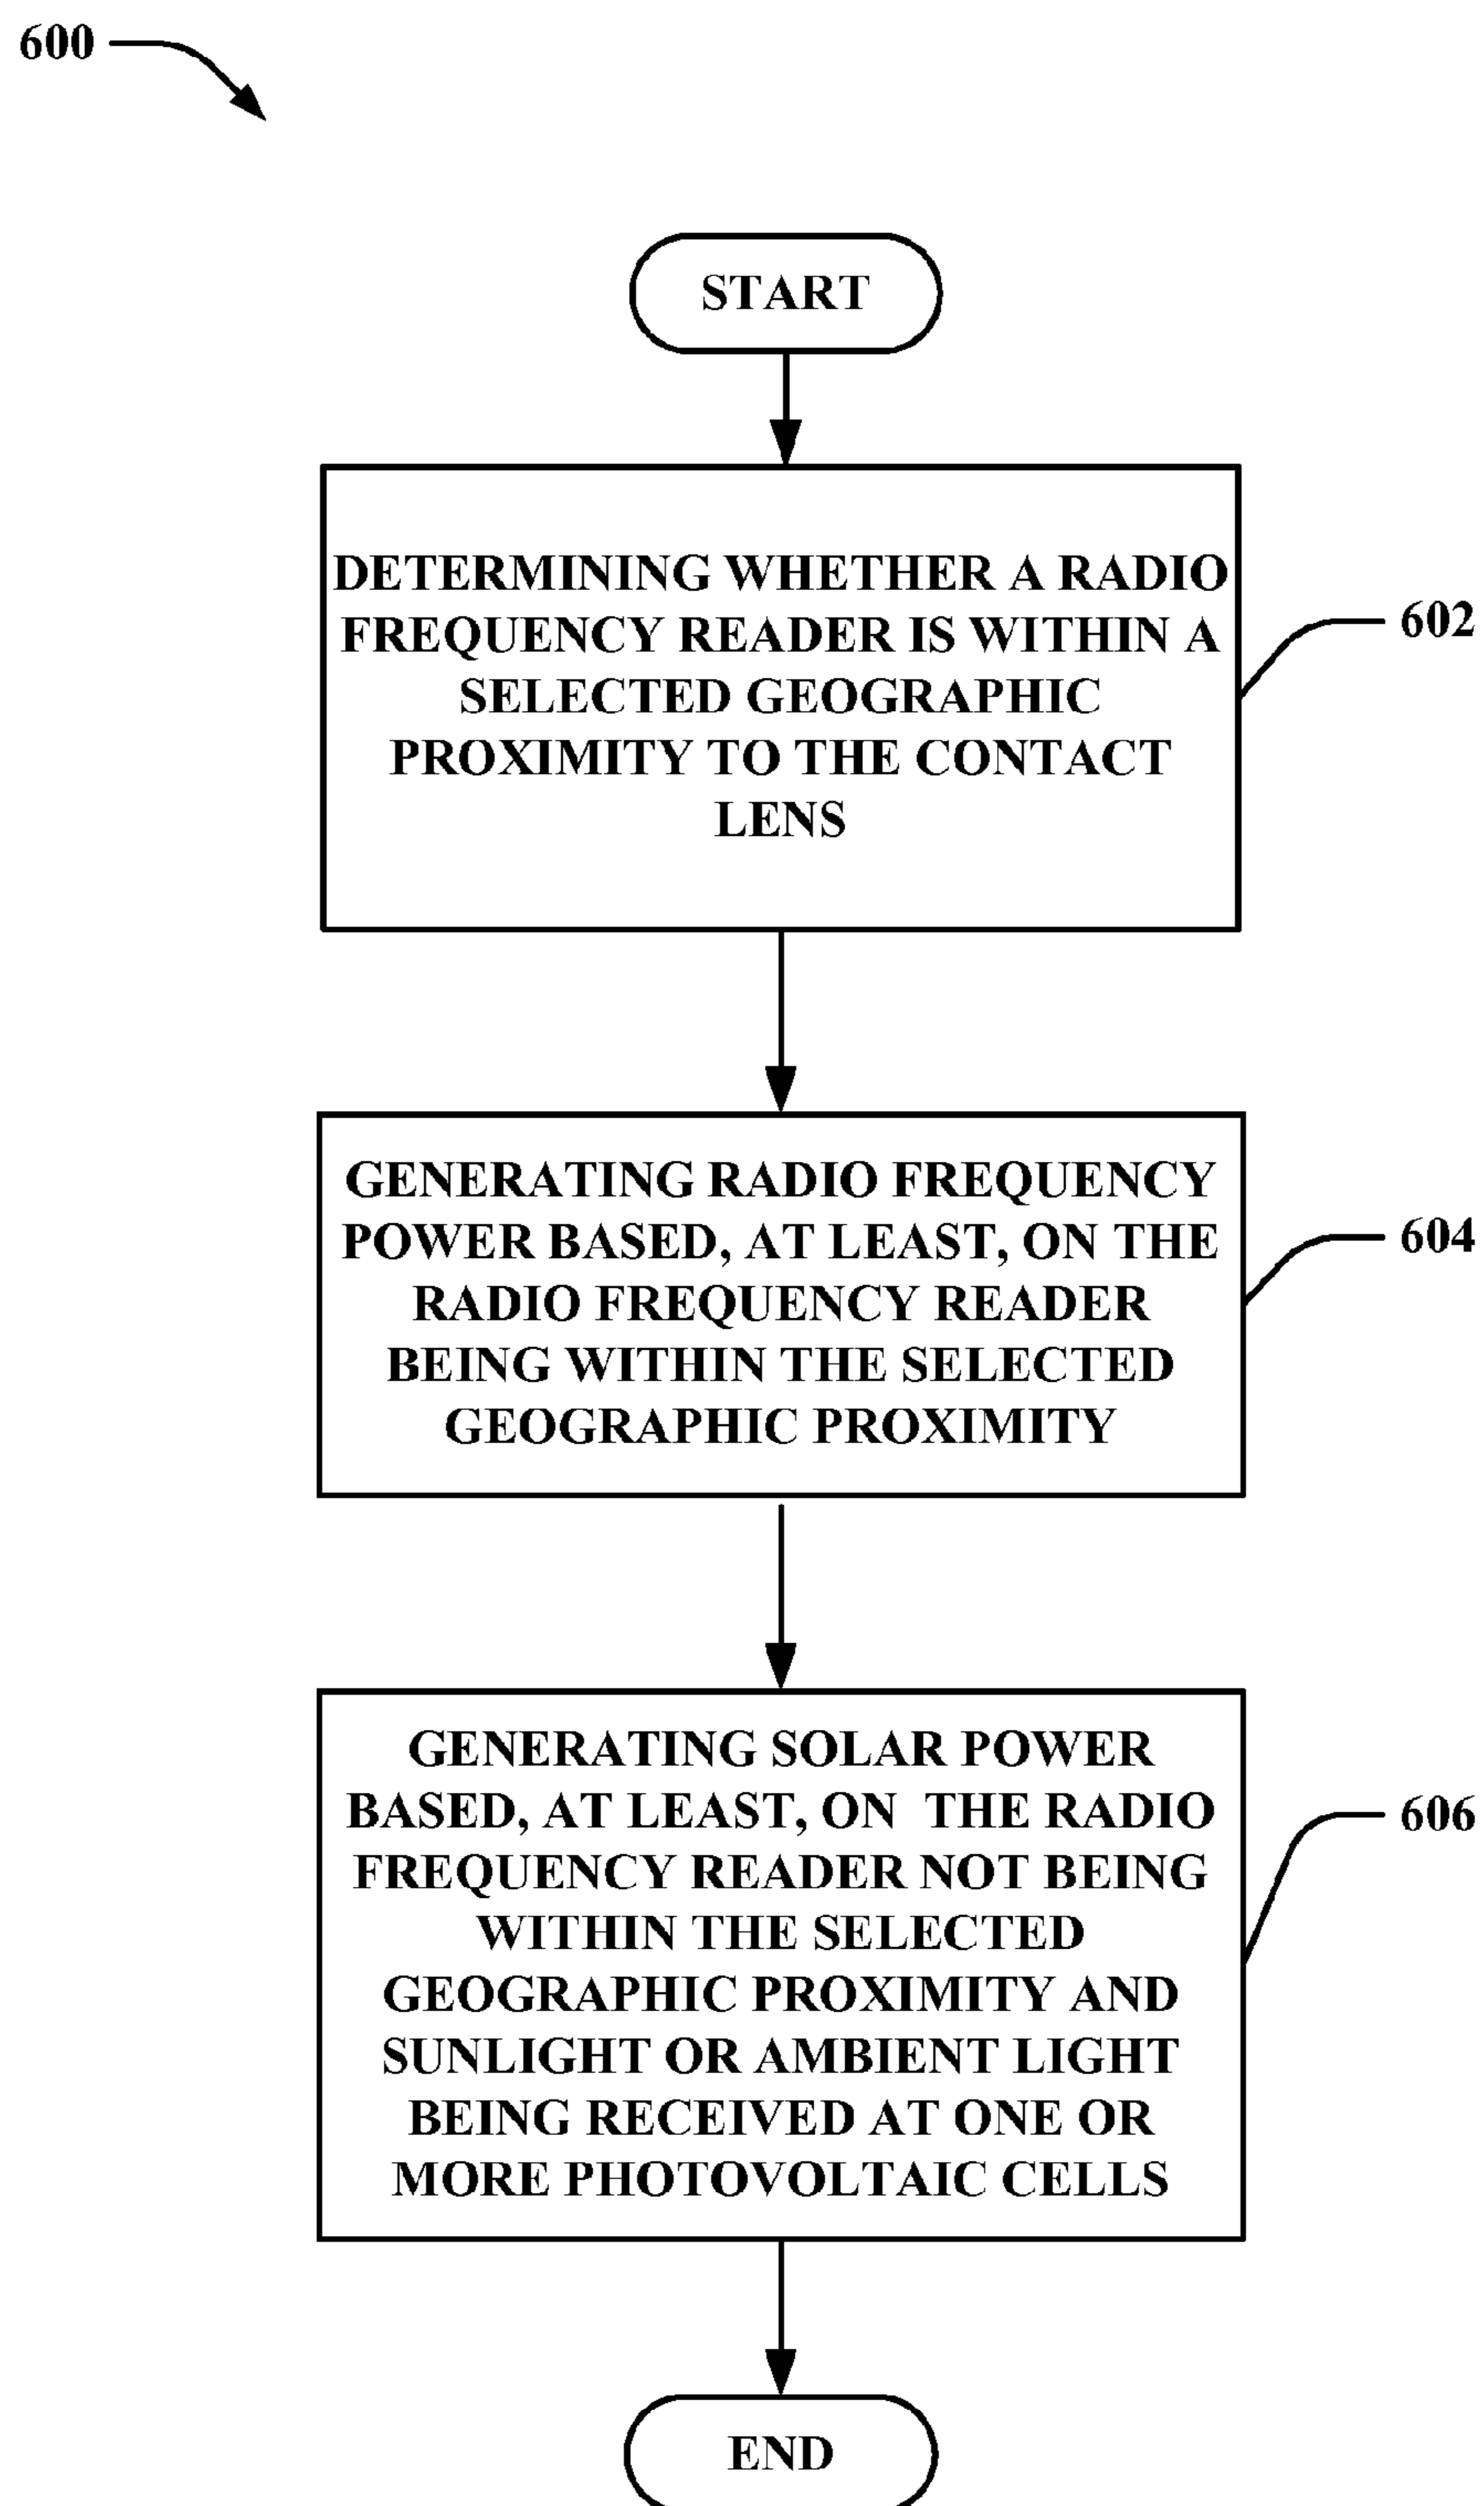 600
START
DETERMINING WHETHER A RADIO
FREQUENCY READER IS WITHIN A
SELECTED GEOGRAPHIC
PROXIMITY TO THE CONTACT
LENS
602
GENERATING RADIO FREQUENCY
POWER BASED, AT LEAST, ON THE
RADIO FREQUENCY READER
BEING WITHIN THE SELECTED
GEOGRAPHIC PROXIMITY
604
GENERATING SOLAR POWER
BASED, AT LEAST, ON THE RADIO
FREQUENCY READER NOT BEING
WITHIN THE SELECTED
GEOGRAPHIC PROXIMITY AND
SUNLIGHT OR AMBIENT LIGHT
BEING RECEIVED AT ONE OR
MORE PHOTOVOLTAIC CELLS
606
END